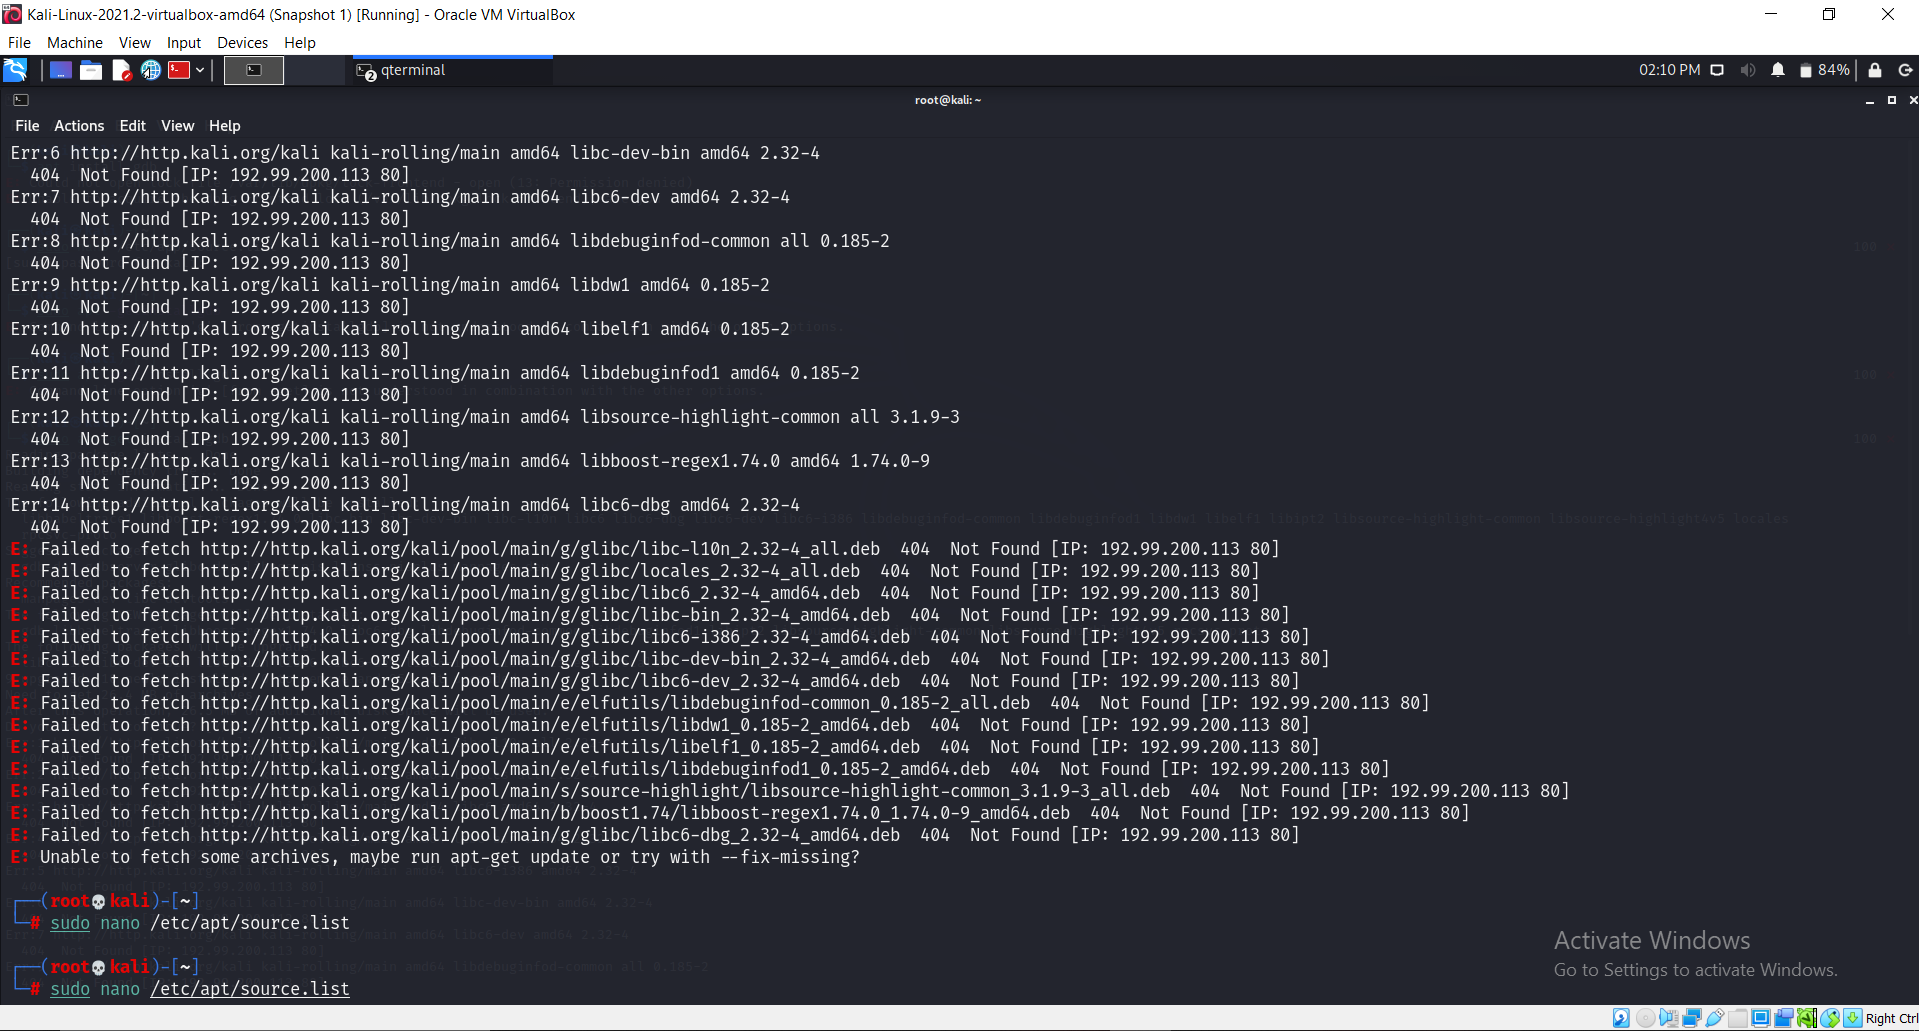 Kali-Linux-2021.2-virtualbox-amd64 (Snapshot 1) [Running] - Oracle VM VirtualBox
File Machine View Input Devices Help
2 qterminal 02:10 PM 84%
root@kali: ~
File Actions Edit View Help
Err:6 http://http.kali.org/kali kali-rolling/main amd64 libc-dev-bin amd64 2.32-4
404 Not Found [IP: 192.99.200.113 80]
Err:7 http://http.kali.org/kali kali-rolling/main amd64 libc6-dev amd64 2.32-4
404 Not Found [IP: 192.99.200.113 80]
Err:8 http://http.kali.org/kali kali-rolling/main amd64 libdebuginfod-common all 0.185-2
404 Not Found [IP: 192.99.200.113 80]
Err:9 http://http.kali.org/kali kali-rolling/main amd64 libdw1 amd64 0.185-2
404 Not Found [IP: 192.99.200.113 80]
Err:10 http://http.kali.org/kali kali-rolling/main amd64 libelf1 amd64 0.185-2
404 Not Found [IP: 192.99.200.113 80]
Err:11 http://http.kali.org/kali kali-rolling/main amd64 libdebuginfod1 amd64 0.185-2
404 Not Found [IP: 192.99.200.113 80]
Err:12 http://http.kali.org/kali kali-rolling/main amd64 libsource-highlight-common all 3.1.9-3
404 Not Found [IP: 192.99.200.113 80]
Err:13 http://http.kali.org/kali kali-rolling/main amd64 libboost-regex1.74.0 amd64 1.74.0-9
404 Not Found [IP: 192.99.200.113 80]
Err:14 http://http.kali.org/kali kali-rolling/main amd64 libc6-dbg amd64 2.32-4
404 Not Found [IP: 192.99.200.113 80]
E: Failed to fetch http://http.kali.org/kali/pool/main/g/glibc/libc-l10n_2.32-4_all.deb 404 Not Found [IP: 192.99.200.113 80]
E: Failed to fetch http://http.kali.org/kali/pool/main/g/glibc/locales_2.32-4_all.deb 404 Not Found [IP: 192.99.200.113 80]
E: Failed to fetch http://http.kali.org/kali/pool/main/g/glibc/libc6_2.32-4_amd64.deb 404 Not Found [IP: 192.99.200.113 80]
E: Failed to fetch http://http.kali.org/kali/pool/main/g/glibc/libc-bin_2.32-4_amd64.deb 404 Not Found [IP: 192.99.200.113 80]
E: Failed to fetch http://http.kali.org/kali/pool/main/g/glibc/libc6-i386_2.32-4_amd64.deb 404 Not Found [IP: 192.99.200.113 80]
E: Failed to fetch http://http.kali.org/kali/pool/main/g/glibc/libc-dev-bin_2.32-4_amd64.deb 404 Not Found [IP: 192.99.200.113 80]
E: Failed to fetch http://http.kali.org/kali/pool/main/g/glibc/libc6-dev_2.32-4_amd64.deb 404 Not Found [IP: 192.99.200.113 80]
E: Failed to fetch http://http.kali.org/kali/pool/main/e/elfutils/libdebuginfod-common_0.185-2_all.deb 404 Not Found [IP: 192.99.200.113 80]
E: Failed to fetch http://http.kali.org/kali/pool/main/e/elfutils/libdw1_0.185-2_amd64.deb 404 Not Found [IP: 192.99.200.113 80]
E: Failed to fetch http://http.kali.org/kali/pool/main/e/elfutils/libelf1_0.185-2_amd64.deb 404 Not Found [IP: 192.99.200.113 80]
E: Failed to fetch http://http.kali.org/kali/pool/main/e/elfutils/libdebuginfod1_0.185-2_amd64.deb 404 Not Found [IP: 192.99.200.113 80]
E: Failed to fetch http://http.kali.org/kali/pool/main/s/source-highlight/libsource-highlight-common_3.1.9-3_all.deb 404 Not Found [IP: 192.99.200.113 80]
E: Failed to fetch http://http.kali.org/kali/pool/main/b/boost1.74/libboost-regex1.74.0_1.74.0-9_amd64.deb 404 Not Found [IP: 192.99.200.113 80]
E: Failed to fetch http://http.kali.org/kali/pool/main/g/glibc/libc6-dbg_2.32-4_amd64.deb 404 Not Found [IP: 192.99.200.113 80]
E: Unable to fetch some archives, maybe run apt-get update or try with --fix-missing?
┌──(root💀kali)-[~]
└─# sudo nano /etc/apt/source.list
┌──(root💀kali)-[~]
└─# sudo nano /etc/apt/source.list
Activate Windows
Go to Settings to activate Windows.
Right Ctrl